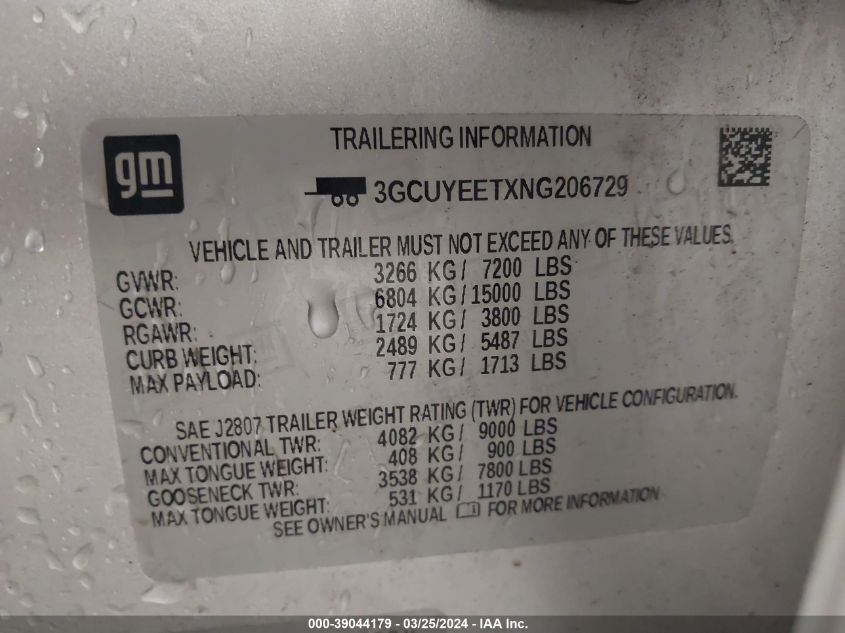 gm
TRAILERING INFORMATION
3GCUYEETXNG206729
VEHICLE AND TRAILER MUST NOT EXCEED ANY OF THESE VALUES.
GVWR: 3266 KG/ 7200 LBS
GCWR: 6804 KG/15000 LBS
RGAWR: 1724 KG/ 3800 LBS
CURB WEIGHT: 2489 KG/ 5487 LBS
MAX PAYLOAD: 777 KG/ 1713 LBS
SAE J2807 TRAILER WEIGHT RATING (TWR) FOR VEHICLE CONFIGURATION.
CONVENTIONAL TWR: 4082 KG/ 9000 LBS
MAX TONGUE WEIGHT: 408 KG/ 900 LBS
GOOSENECK TWR: 3538 KG/ 7800 LBS
MAX TONGUE WEIGHT: 531 KG/ 1170 LBS
SEE OWNER'S MANUAL FOR MORE INFORMATION
000-39044179 - 03/25/2024 - IAA Inc.